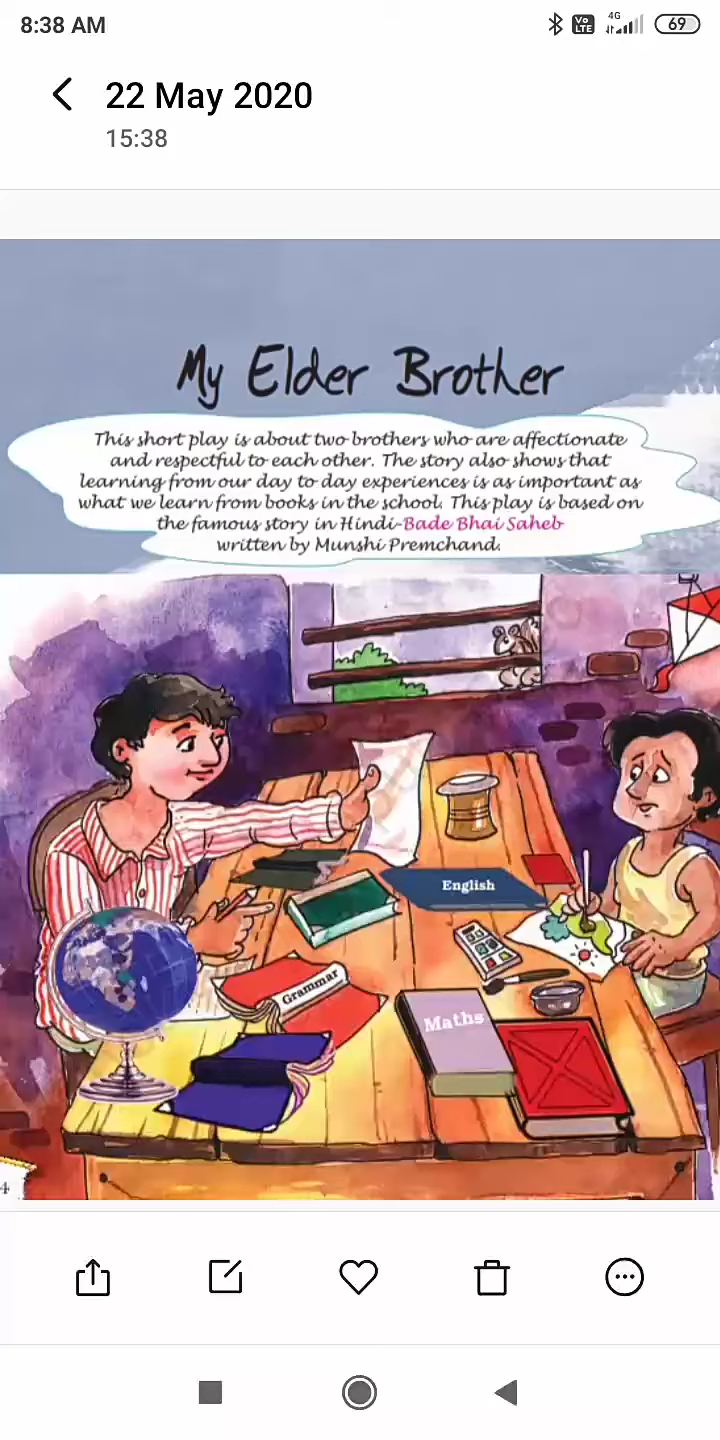 8:38 AM
Vo
LTE
4G
69
22 May 2020
15:38
My Elder Brother
This short play is about two brothers who are affectionate
and respectful to each other. The story also shows that
learning from our day to day experiences is as important as
what we learn from books in the school. This play is based on
the famous story in Hindi-Bade Bhai Saheb
written by Munshi Premchand.
English
Grammar
Maths
4